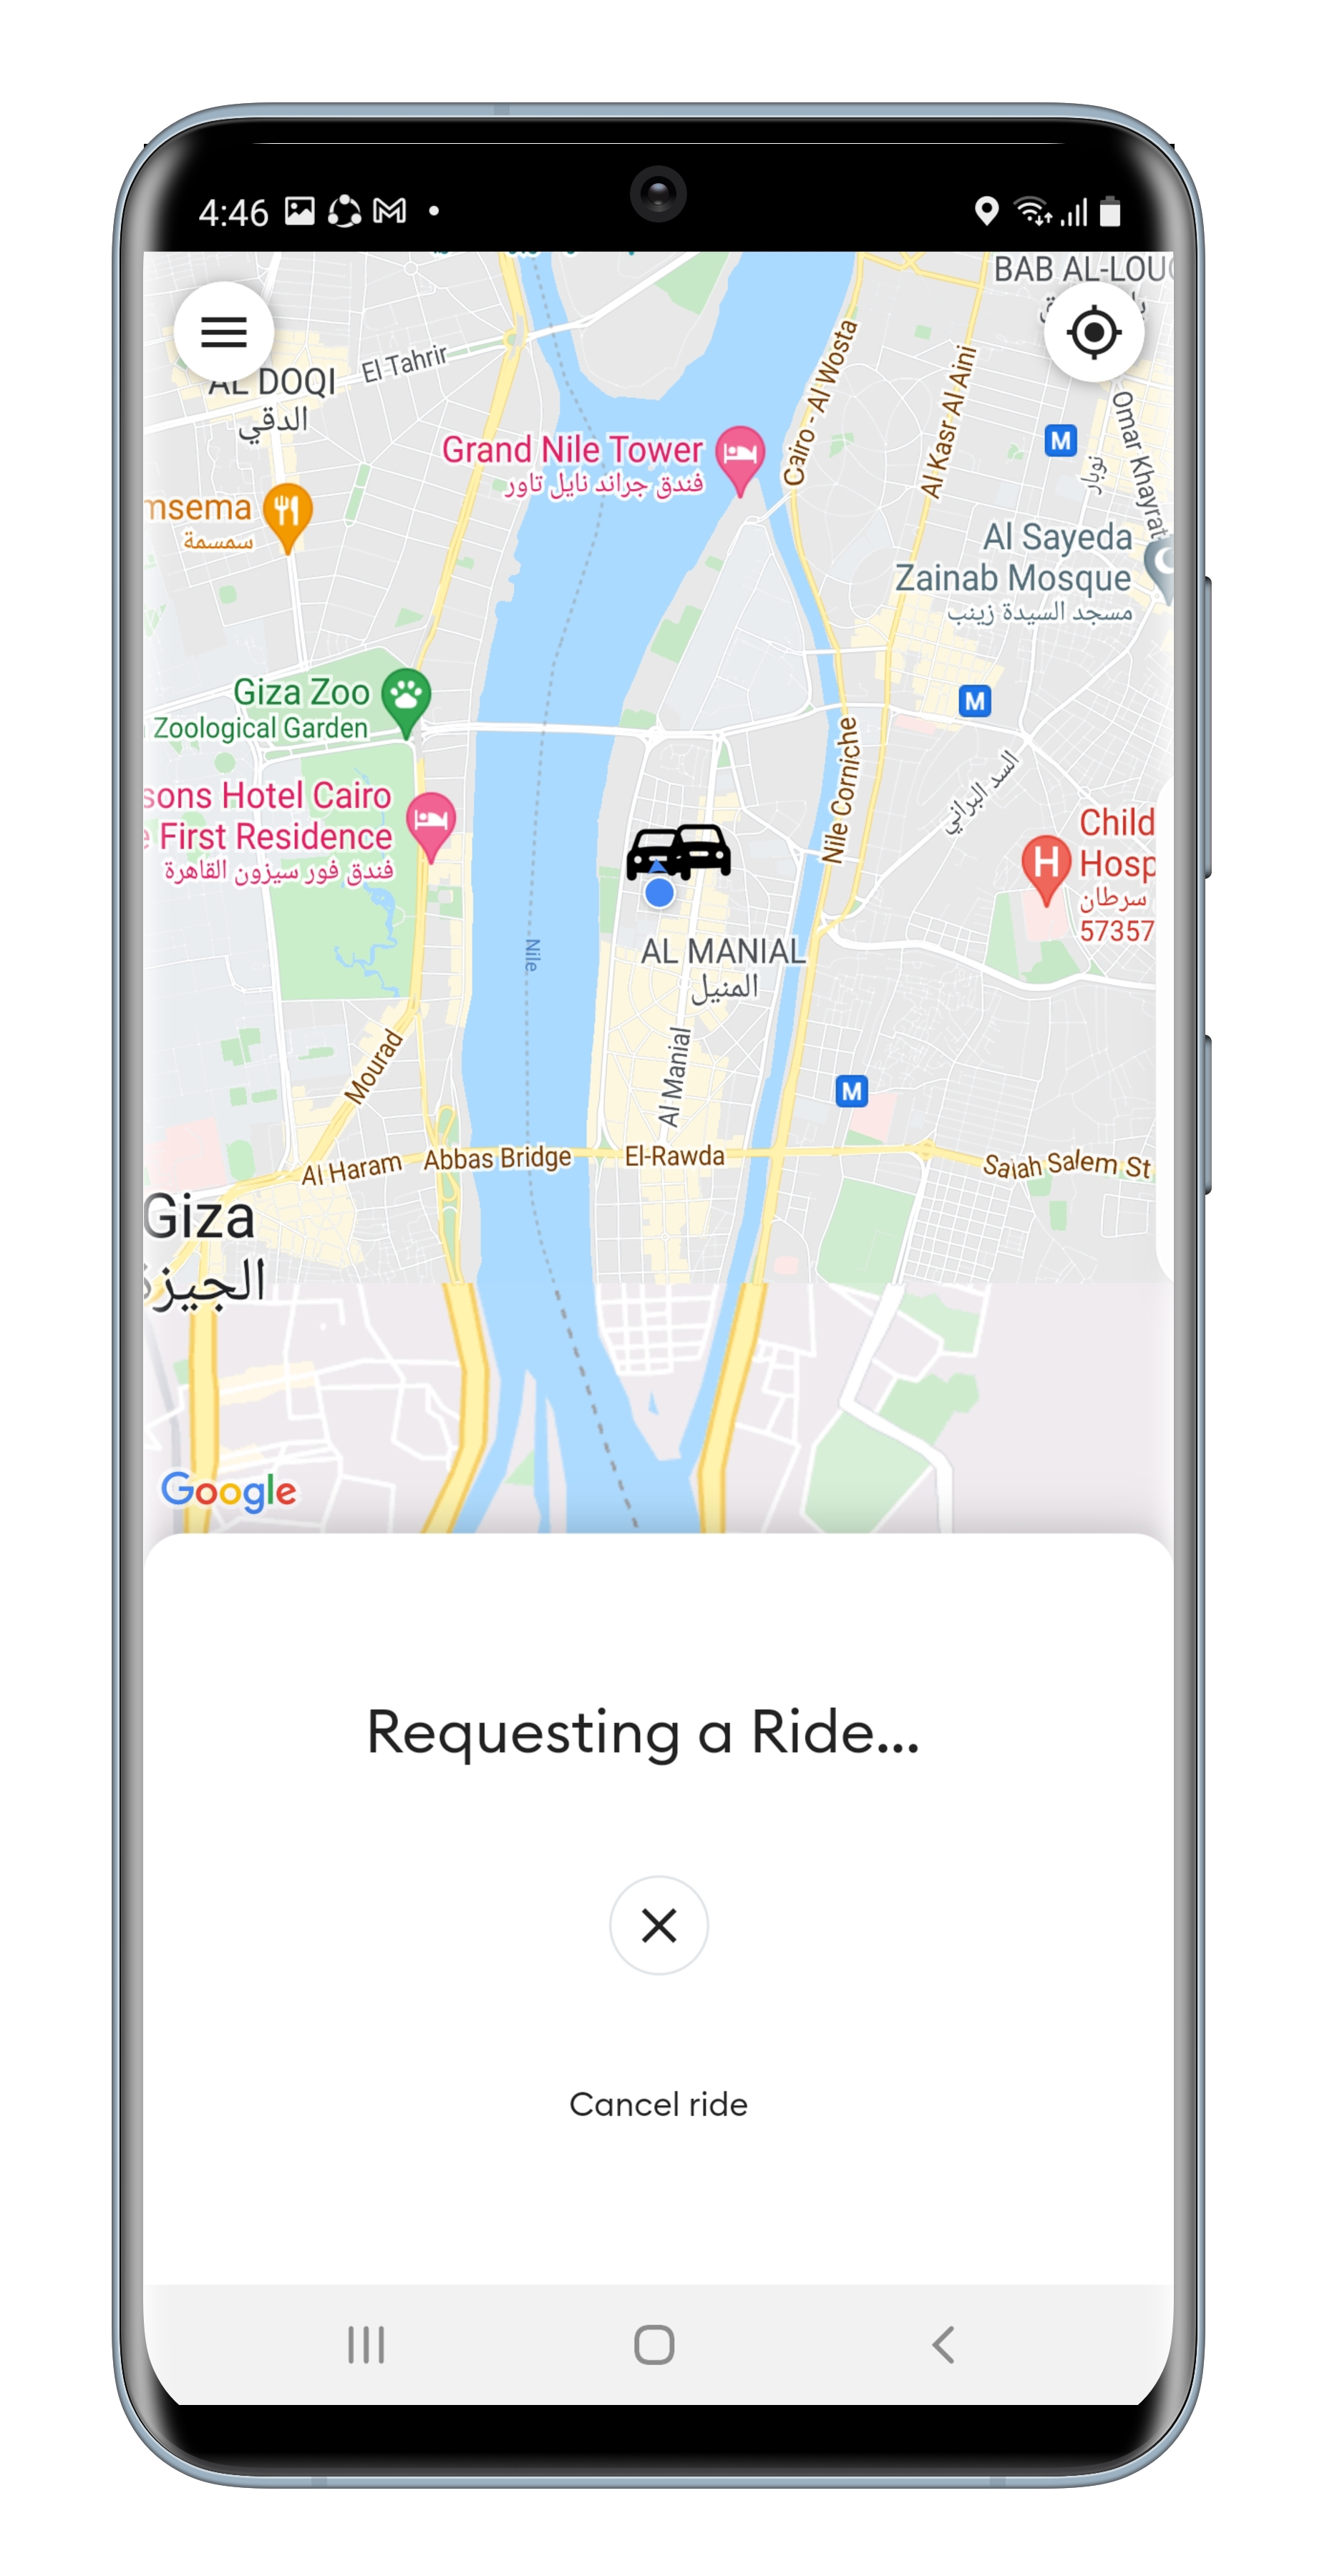 4:46
BAB AL-LOU
El Tahrir
AL DOQI
الدقي
Cairo - Al Wosta
Al Kasr Al Aini
Omar Khayrat
نوبار
M
Grand Nile Tower
فندق جراند نايل تاور
msema
سمسمة
Al Sayeda
Zainab Mosque
مسجد السيدة زينب
Giza Zoo
Zoological Garden
M
Nile Corniche
السد البراني
sons Hotel Cairo
First Residence
فندق فور سيزون القاهرة
H
Child
Hosp
سرطان
57357
Nile
AL MANIAL
المنيل
Mourad
Al Manial
M
Al Haram
Abbas Bridge
El-Rawda
Salah Salem St
Giza
الجيزة
Google
Requesting a Ride...
Cancel ride